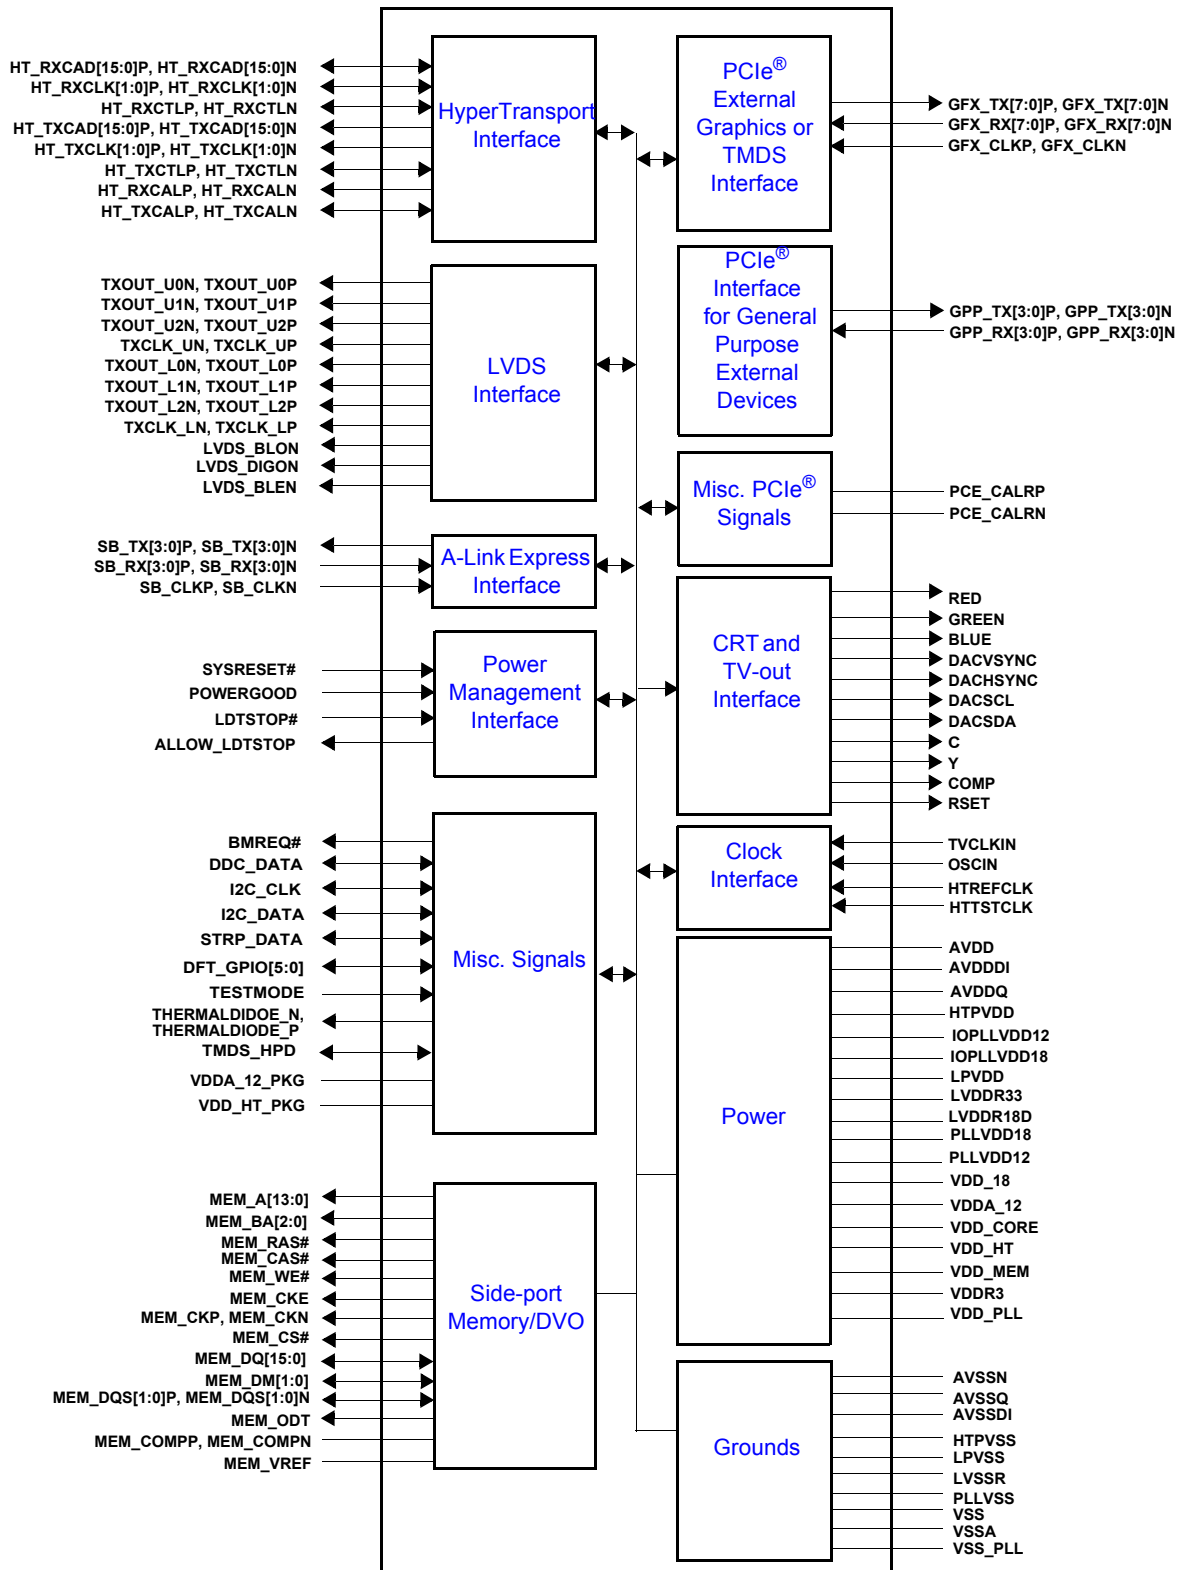 HT_RXCAD[15:0]P, HT_RXCAD[15:0]N
HT_RXCLK[1:0]P, HT_RXCLK[1:0]N
HT_RXCTLP, HT_RXCTLN
HT_TXCAD[15:0]P, HT_TXCAD[15:0]N
HT_TXCLK[1:0]P, HT_TXCLK[1:0]N
HT_TXCTLP, HT_TXCTLN
HT_RXCALP, HT_RXCALN
HT_TXCALP, HT_TXCALN
HyperTransport
Interface
TXOUT_U0N, TXOUT_U0P
TXOUT_U1N, TXOUT_U1P
TXOUT_U2N, TXOUT_U2P
TXCLK_UN, TXCLK_UP
TXOUT_L0N, TXOUT_L0P
TXOUT_L1N, TXOUT_L1P
TXOUT_L2N, TXOUT_L2P
TXCLK_LN, TXCLK_LP
LVDS_BLON
LVDS_DIGON
LVDS_BLEN
LVDS
Interface
SB_TX[3:0]P, SB_TX[3:0]N
SB_RX[3:0]P, SB_RX[3:0]N
SB_CLKP, SB_CLKN
A-Link Express
Interface
SYSRESET#
POWERGOOD
LDTSTOP#
ALLOW_LDTSTOP
Power
Management
Interface
BMREQ#
DDC_DATA
I2C_CLK
I2C_DATA
STRP_DATA
DFT_GPIO[5:0]
TESTMODE
THERMALDIDOE_N,
THERMALDIODE_P
TMDS_HPD
VDDA_12_PKG
VDD_HT_PKG
Misc. Signals
MEM_A[13:0]
MEM_BA[2:0]
MEM_RAS#
MEM_CAS#
MEM_WE#
MEM_CKE
MEM_CKP, MEM_CKN
MEM_CS#
MEM_DQ[15:0]
MEM_DM[1:0]
MEM_DQS[1:0]P, MEM_DQS[1:0]N
MEM_ODT
MEM_COMPP, MEM_COMPN
MEM_VREF
Side-port
Memory/DVO
PCIe®
External
Graphics or
TMDS
Interface
GFX_TX[7:0]P, GFX_TX[7:0]N
GFX_RX[7:0]P, GFX_RX[7:0]N
GFX_CLKP, GFX_CLKN
PCIe®
Interface
for General
Purpose
External
Devices
GPP_TX[3:0]P, GPP_TX[3:0]N
GPP_RX[3:0]P, GPP_RX[3:0]N
Misc. PCIe®
Signals
PCE_CALRP
PCE_CALRN
CRT and
TV-out
Interface
RED
GREEN
BLUE
DACVSYNC
DACHSYNC
DACSCL
DACSDA
C
Y
COMP
RSET
Clock
Interface
TVCLKIN
OSCIN
HTREFCLK
HTTSTCLK
Power
AVDD
AVDDDI
AVDDQ
HTPVDD
IOPLLVDD12
IOPLLVDD18
LPVDD
LVDDR33
LVDDR18D
PLLVDD18
PLLVDD12
VDD_18
VDDA_12
VDD_CORE
VDD_HT
VDD_MEM
VDDR3
VDD_PLL
Grounds
AVSSN
AVSSQ
AVSSDI
HTPVSS
LPVSS
LVSSR
PLLVSS
VSS
VSSA
VSS_PLL